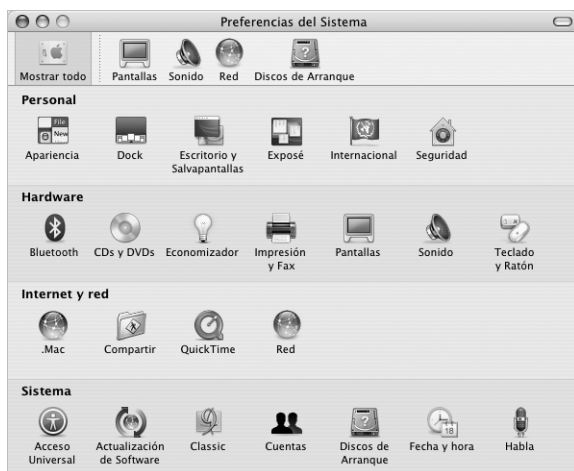 Preferencias del Sistema
Mostrar todo Pantallas Sonido Red Discos de Arranque
Personal
File
New
Apariencia Dock Escritorio y Salvapantallas Exposé Internacional Seguridad
Hardware
Bluetooth CDs y DVDs Economizador Impresión y Fax Pantallas Sonido Teclado y Ratón
Internet y red
.Mac Compartir QuickTime Red
Sistema
18
Acceso Universal Actualización de Software Classic Cuentas Discos de Arranque Fecha y hora Habla